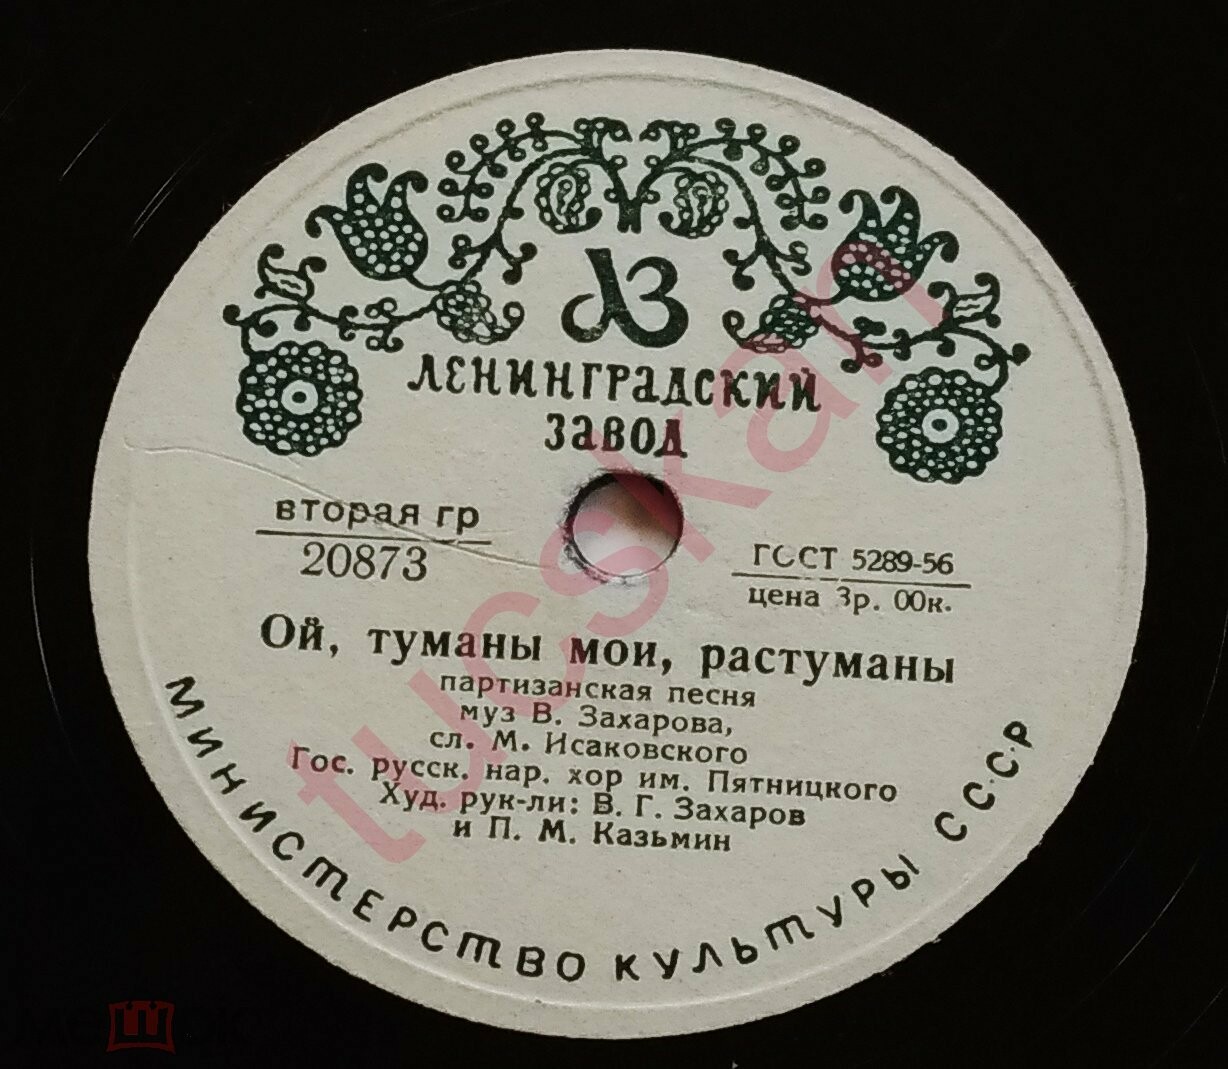 ЛЗ
ЛЕНИНГРАДСКИЙ
ЗАВОД
вторая гр
20873
ГОСТ 5289-56
цена 3р. 00к.
Ой, туманы мои, растуманы
партизанская песня
муз В. Захарова,
сл. М. Исаковского
Гос. русск. нар. хор им. Пятницкого
Худ. рук-ли: В. Г. Захаров
и П. М. Казьмин
МИНИСТЕРСТВО КУЛЬТУРЫ СССР
tucskan